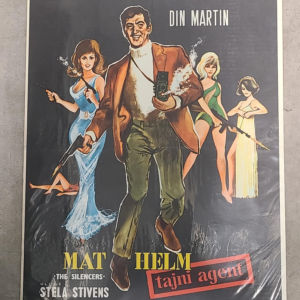 DIN MARTIN
MAT HELM
·THE SILENCERS·
tajni agent
STELA STIVENS